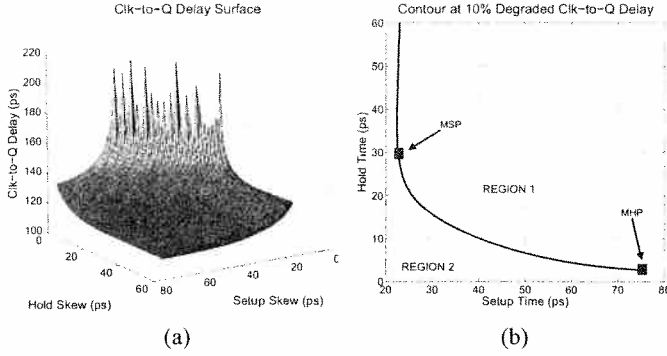 Clk-to-Q Delay Surface
220
200
180
160
140
120
100
Clk-to-Q Delay (ps)
0
20
40
60
Hold Skew (ps)
80
60
40
20
0
Setup Skew (ps)
(a)
Contour at 10% Degraded Clk-to-Q Delay
60
50
40
30
20
10
0
Hold Time (ps)
MSP
REGION 1
MHP
REGION 2
20
30
40
50
60
70
80
Setup Time (ps)
(b)